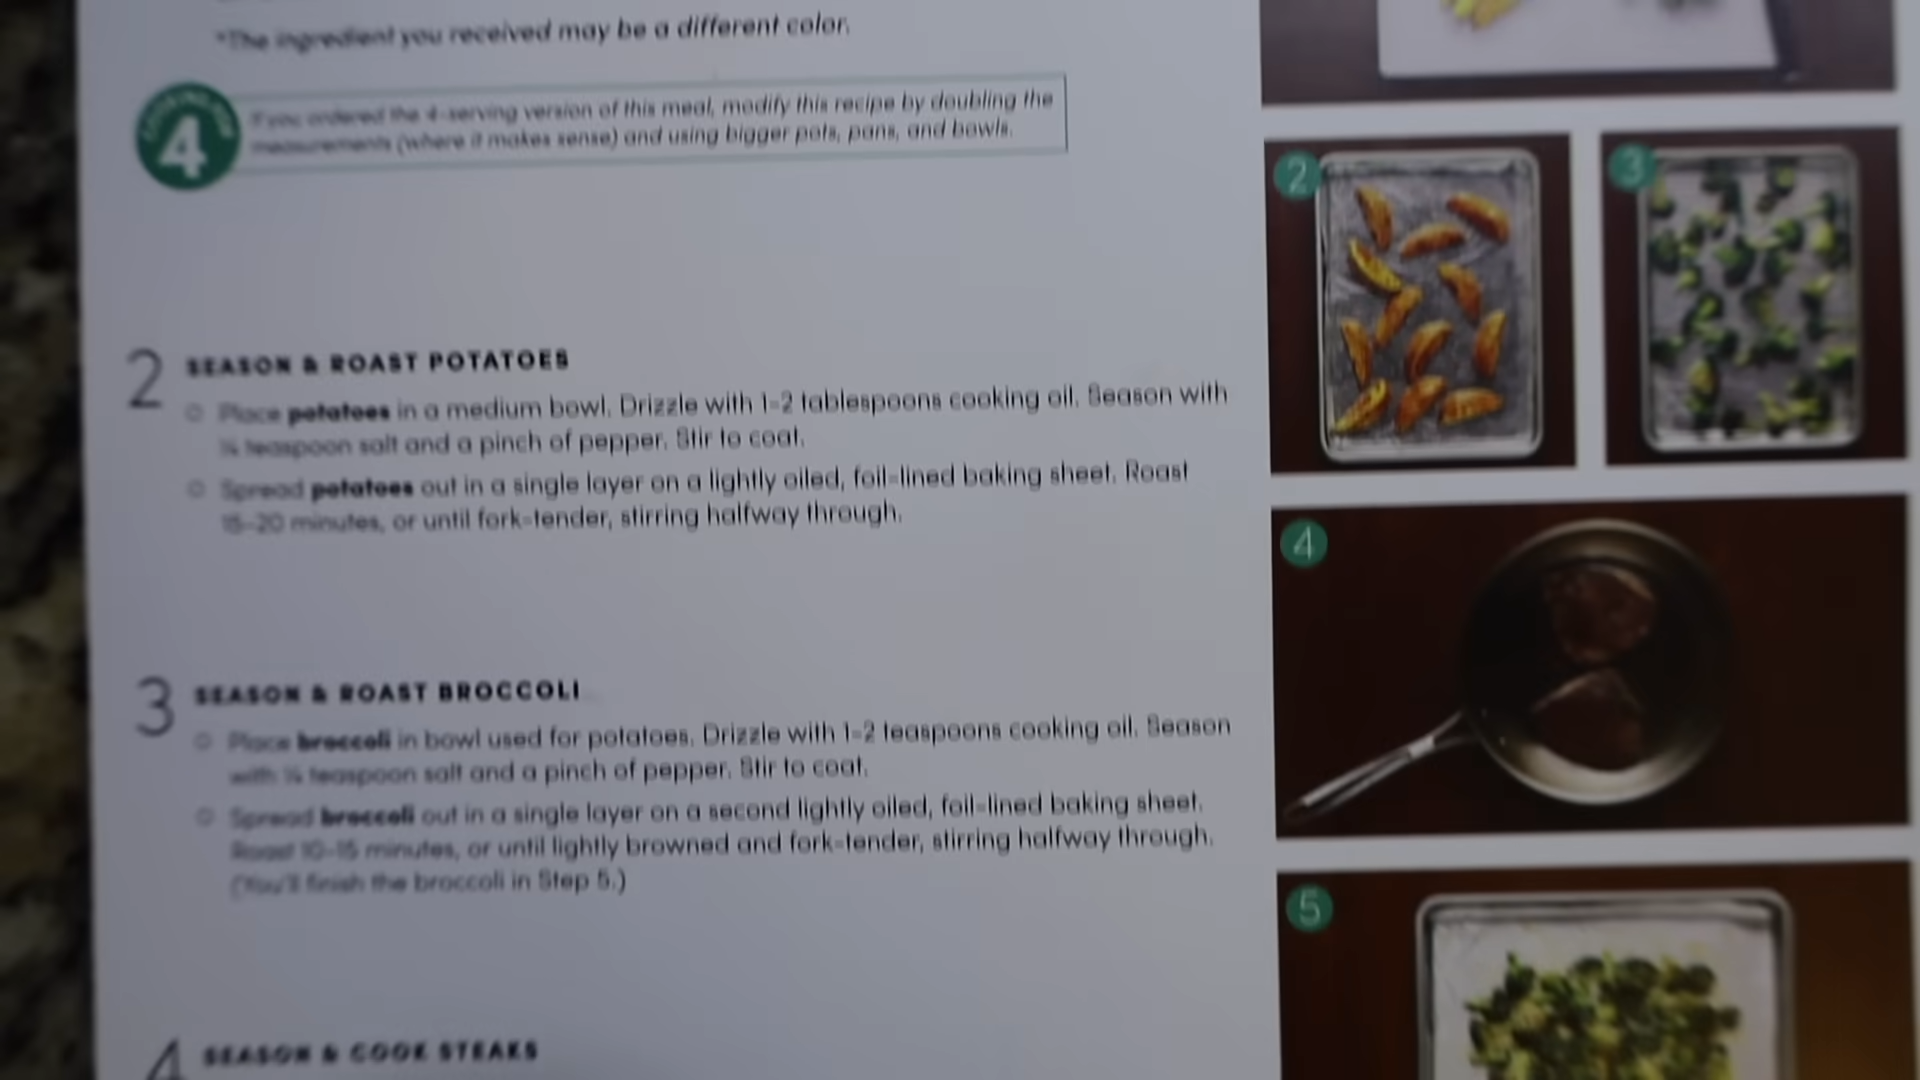 *The ingredient you received may be a different color.
COOKING FOR
4
If you ordered the 4-serving version of this meal, modify this recipe by doubling the
measurements (where it makes sense) and using bigger pots, pans, and bowls.
2
SEASON & ROAST POTATOES
Place potatoes in a medium bowl. Drizzle with 1-2 tablespoons cooking oil. Season with
teaspoon salt and a pinch of pepper. Stir to coat.
Spread potatoes out in a single layer on a lightly oiled, foil-lined baking sheet. Roast
15-20 minutes, or until fork-tender, stirring halfway through.
3
SEASON & ROAST BROCCOLI
Place broccoli in bowl used for potatoes. Drizzle with 1-2 teaspoons cooking oil. Season
with teaspoon salt and a pinch of pepper. Stir to coat.
Spread broccoli out in a single layer on a second lightly oiled, foil-lined baking sheet.
Roast 10-15 minutes, or until lightly browned and fork-tender, stirring halfway through.
(You'll finish the broccoli in Step 5.)
4
SEASON & COOK STEAKS
2
3
4
5